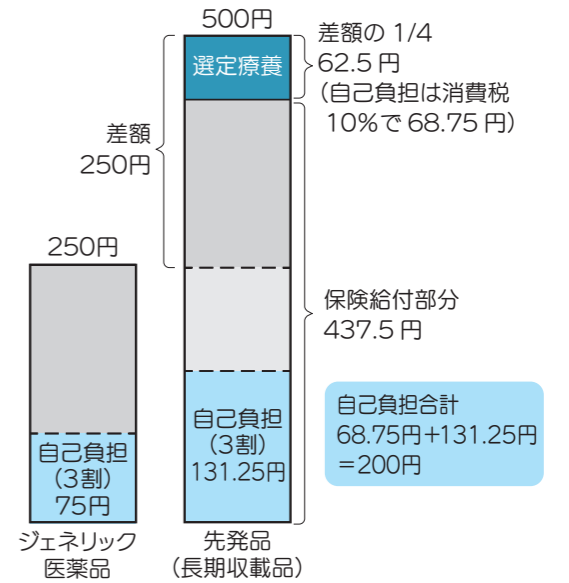 500円
選定療養
差額の 1/4
62.5 円
（自己負担は消費税
10％で 68.75 円）
差額
250円
250円
保険給付部分
437.5 円
自己負担
（3割）
75円
自己負担
（3割）
131.25円
自己負担合計
68.75円＋131.25円
＝200円
ジェネリック
医薬品
先発品
（長期収載品）